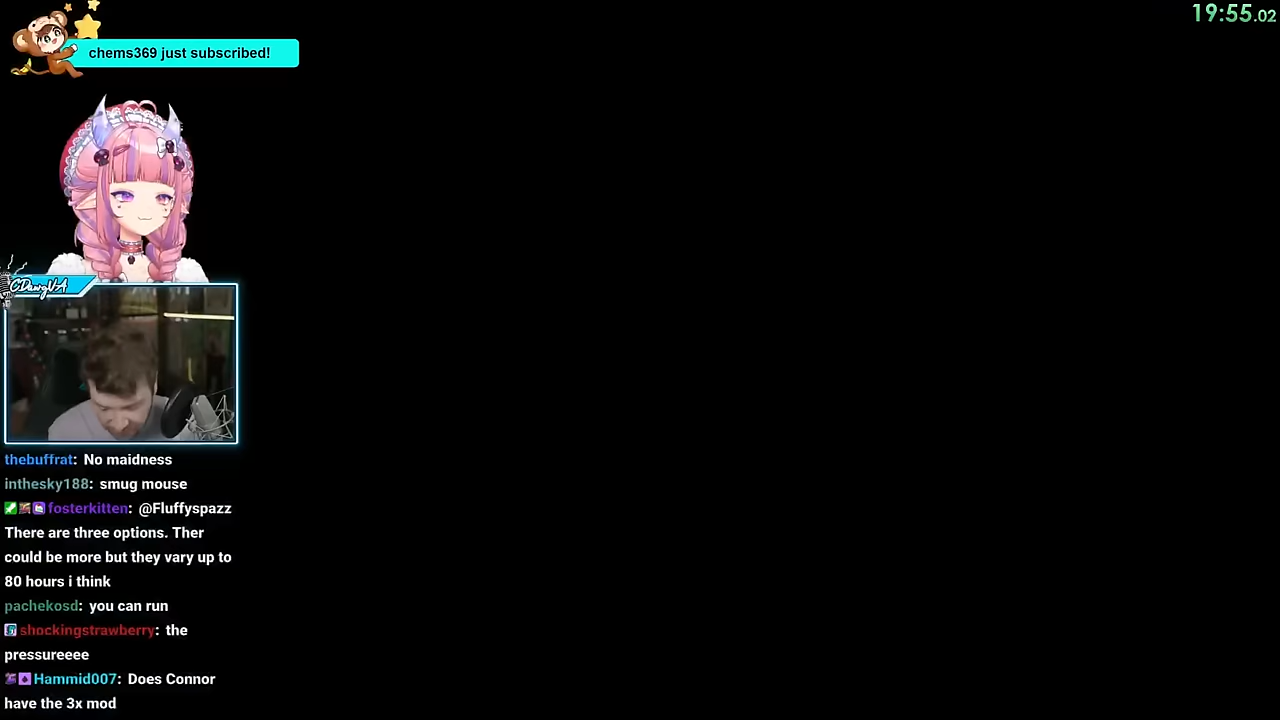 19:55.02
chems369 just subscribed!
CDawgVA
thebuffrat: No maidness
inthesky188: smug mouse
fosterkitten: @Fluffyspazz
There are three options. Ther
could be more but they vary up to
80 hours i think
pachekosd: you can run
shockingstrawberry: the
pressureeee
Hammid007: Does Connor
have the 3x mod